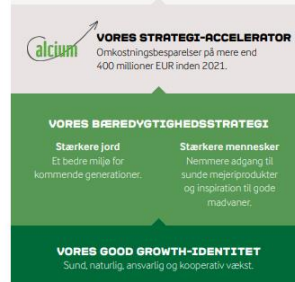 Calcium
VORES STRATEGI-ACCELERATOR
Omkostningsbesparelser på mere end
400 millioner EUR inden 2021.
VORES BÆREDYGTIGHEDSSTRATEGI
Stærkere jord
Et bedre miljø for
kommende generationer.
Stærkere mennesker
Nemmere adgang til
sunde mejeriprodukter
og inspiration til gode
madvaner.
VORES GOOD GROWTH-IDENTITET
Sund, naturlig, ansvarlig og kooperativ vækst.